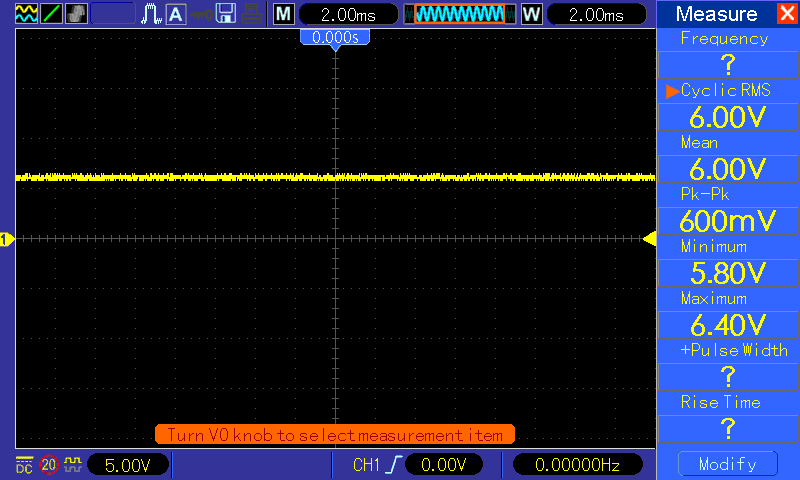 A M 2.00ms W 2.00ms Measure X
0.000s
Frequency
?
Cyclic RMS
6.00V
Mean
6.00V
Pk-Pk
600mV
1
Minimum
5.80V
Maximum
6.40V
+Pulse Width
?
Rise Time
?
Turn V0 knob to select measurement item
DC 20 5.00V CH1 0.00V 0.00000Hz Modify